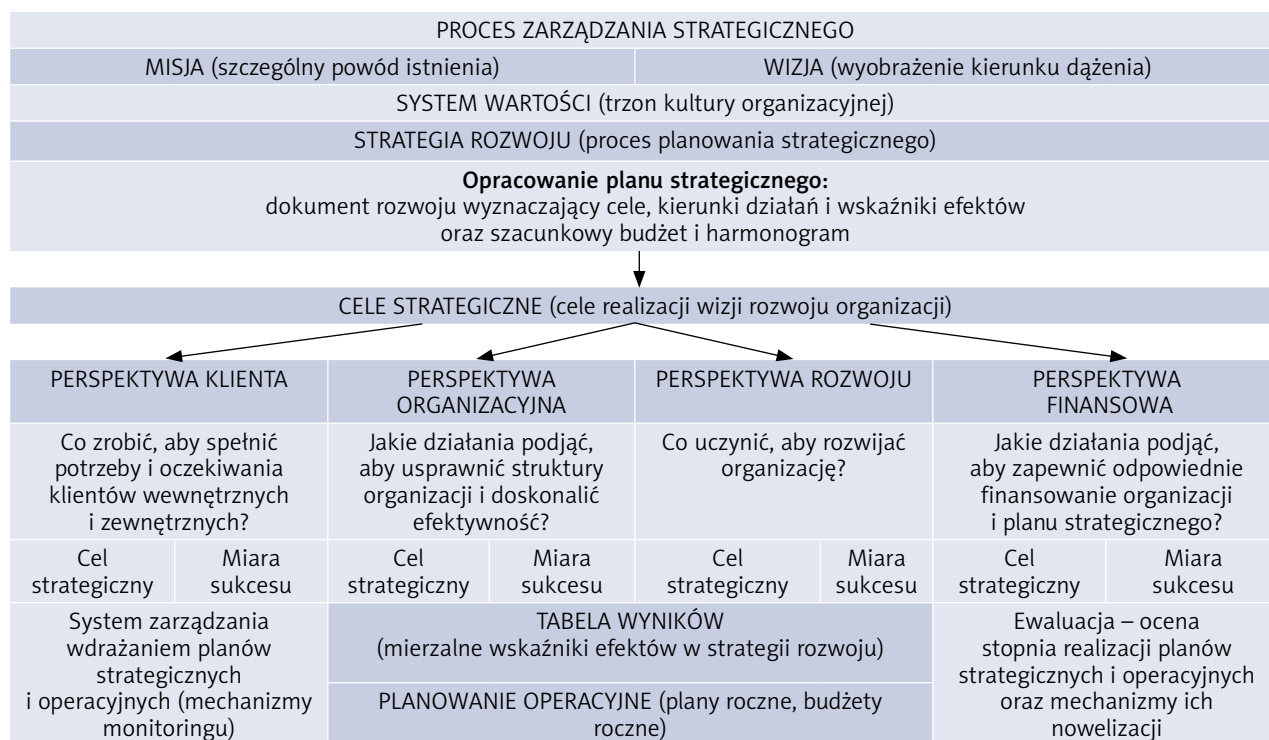 PROCES ZARZĄDZANIA STRATEGICZNEGO
MISJA (szczególny powód istnienia)
WIZJA (wyobrażenie kierunku dążenia)
SYSTEM WARTOŚCI (trzon kultury organizacyjnej)
STRATEGIA ROZWOJU (proces planowania strategicznego)
Opracowanie planu strategicznego:
dokument rozwoju wyznaczający cele, kierunki działań i wskaźniki efektów
oraz szacunkowy budżet i harmonogram
CELE STRATEGICZNE (cele realizacji wizji rozwoju organizacji)
PERSPEKTYWA KLIENTA
PERSPEKTYWA
ORGANIZACYJNA
PERSPEKTYWA ROZWOJU
PERSPEKTYWA
FINANSOWA
Co zrobić, aby spełnić
potrzeby i oczekiwania
klientów wewnętrznych
i zewnętrznych?
Jakie działania podjąć,
aby usprawnić struktury
organizacji i doskonalić
efektywność?
Co uczynić, aby rozwijać
organizację?
Jakie działania podjąć,
aby zapewnić odpowiednie
finansowanie organizacji
i planu strategicznego?
Cel
strategiczny
Miara
sukcesu
Cel
strategiczny
Miara
sukcesu
Cel
strategiczny
Miara
sukcesu
Cel
strategiczny
Miara
sukcesu
System zarządzania
wdrażaniem planów
strategicznych
i operacyjnych (mechanizmy
monitoringu)
TABELA WYNIKÓW
(mierzalne wskaźniki efektów w strategii rozwoju)
PLANOWANIE OPERACYJNE (plany roczne, budżety
roczne)
Ewaluacja – ocena
stopnia realizacji planów
strategicznych i operacyjnych
oraz mechanizmy ich
nowelizacji